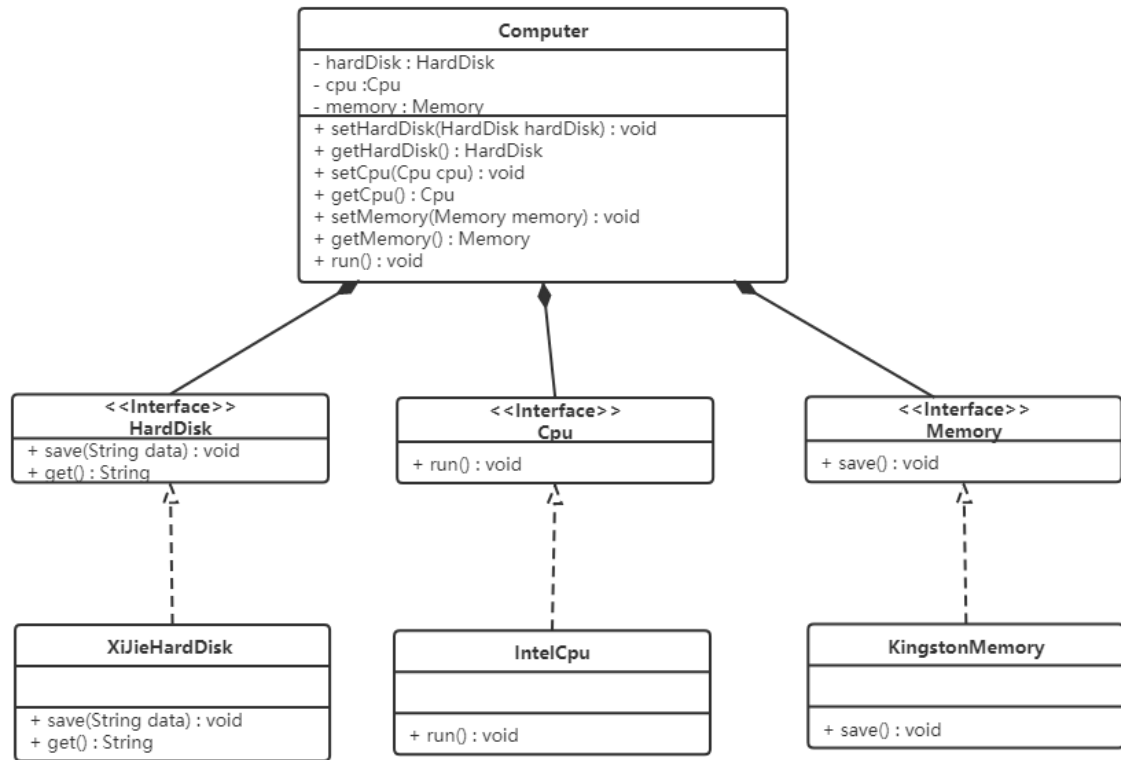 Computer
- hardDisk : HardDisk
- cpu :Cpu
- memory : Memory
+ setHardDisk(HardDisk hardDisk) : void
+ getHardDisk() : HardDisk
+ setCpu(Cpu cpu) : void
+ getCpu() : Cpu
+ setMemory(Memory memory) : void
+ getMemory() : Memory
+ run() : void
<<Interface>>
HardDisk
+ save(String data) : void
+ get() : String
<<Interface>>
Cpu
+ run() : void
<<Interface>>
Memory
+ save() : void
XiJieHardDisk
+ save(String data) : void
+ get() : String
IntelCpu
+ run() : void
KingstonMemory
+ save() : void